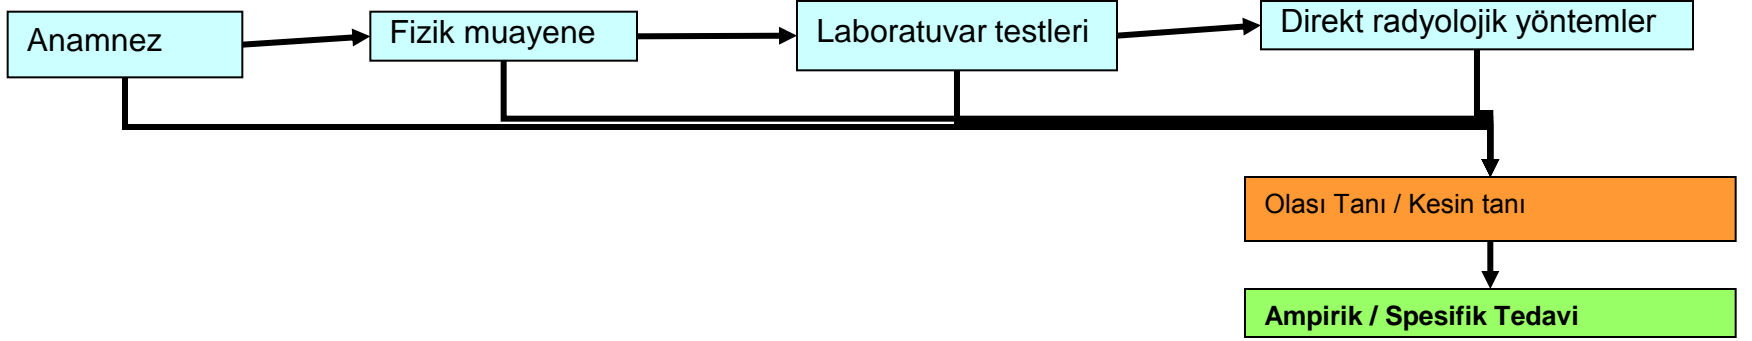 Anamnez
Fizik muayene
Laboratuvar testleri
Direkt radyolojik yöntemler
Olası Tanı / Kesin tanı
Ampirik / Spesifik Tedavi